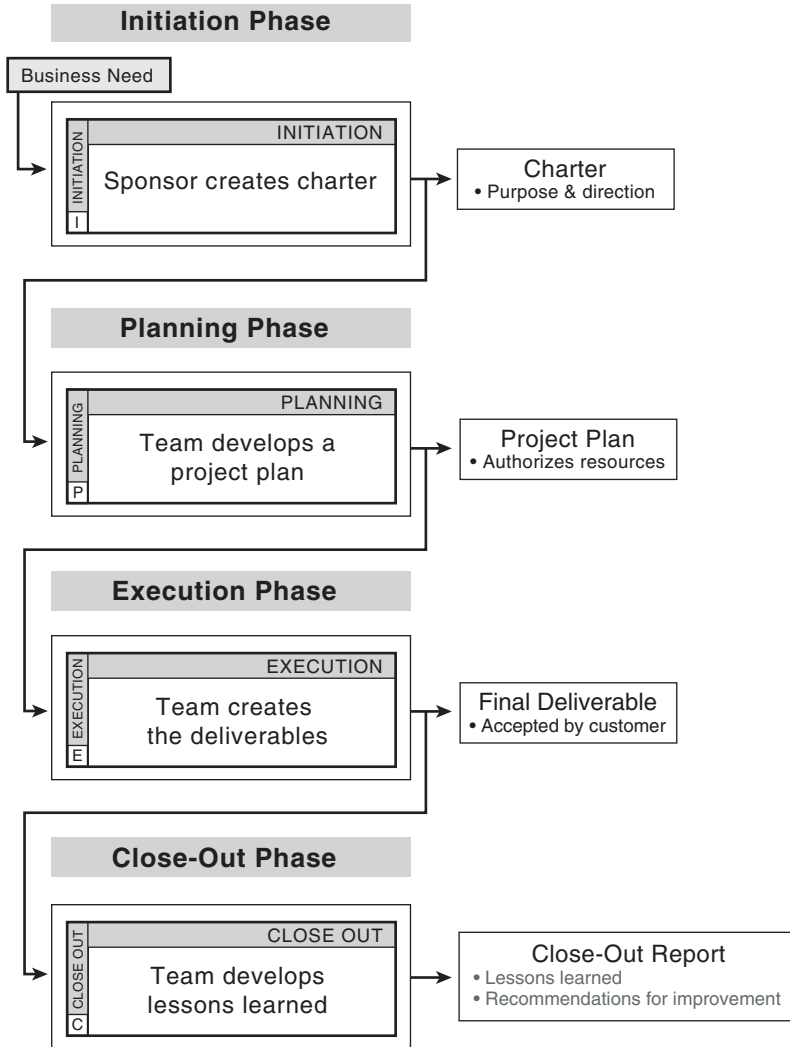 Initiation Phase
Business Need
INITIATION
INITIATION
I
Sponsor creates charter
Charter
• Purpose & direction
Planning Phase
PLANNING
PLANNING
P
Team develops a
project plan
Project Plan
• Authorizes resources
Execution Phase
EXECUTION
EXECUTION
E
Team creates
the deliverables
Final Deliverable
• Accepted by customer
Close-Out Phase
CLOSE OUT
CLOSE OUT
C
Team develops
lessons learned
Close-Out Report
• Lessons learned
• Recommendations for improvement